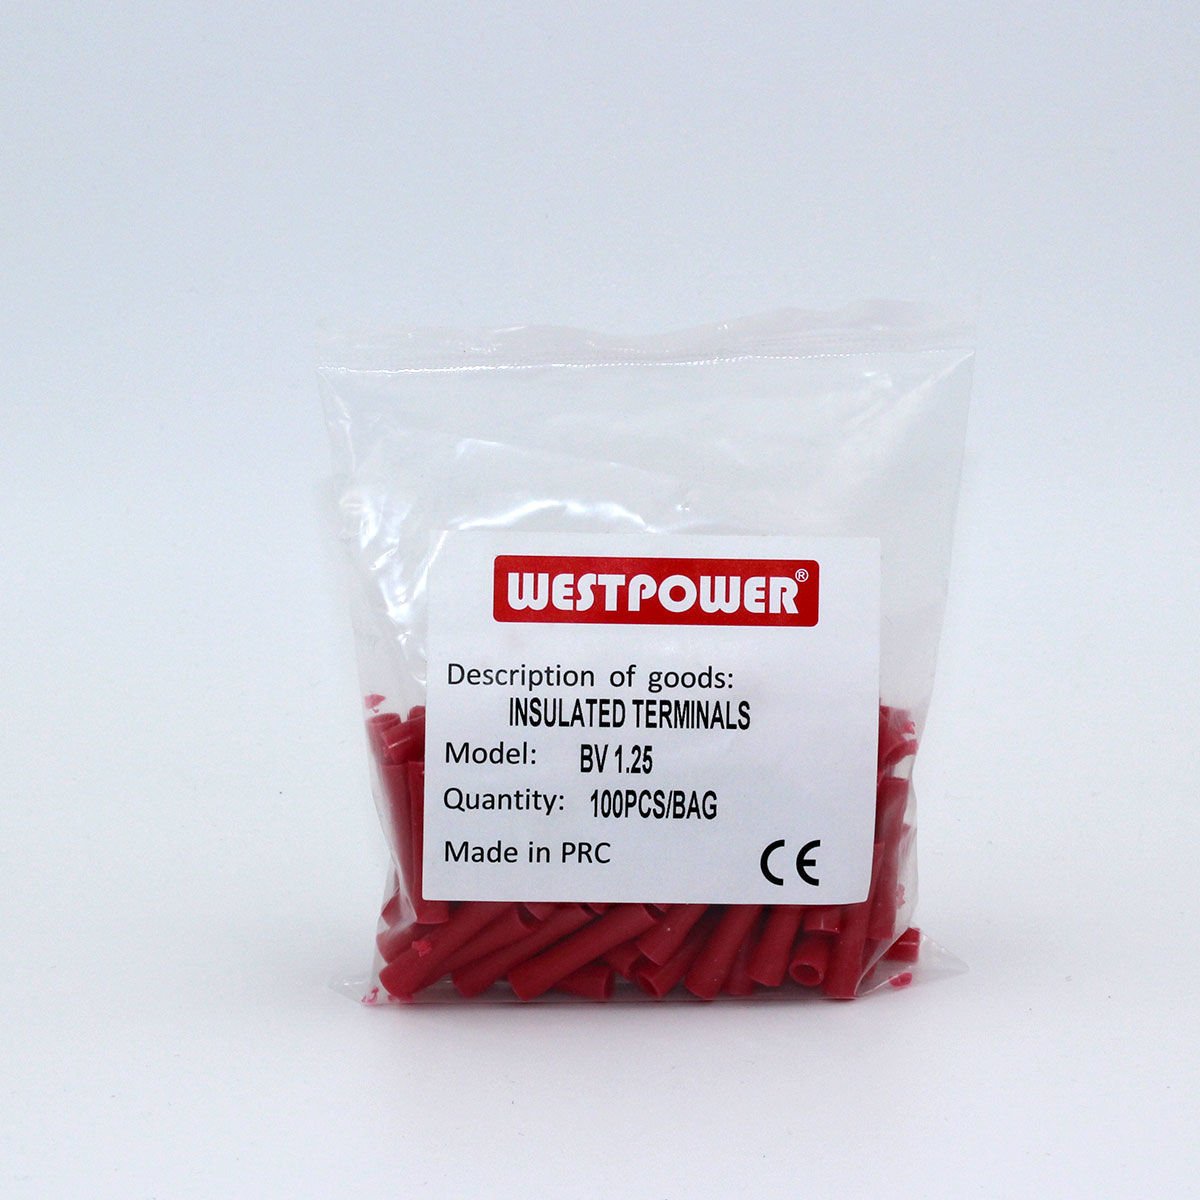 WESTPOWER®
Description of goods:
INSULATED TERMINALS
Model: BV 1.25
Quantity: 100PCS/BAG
Made in PRC CE